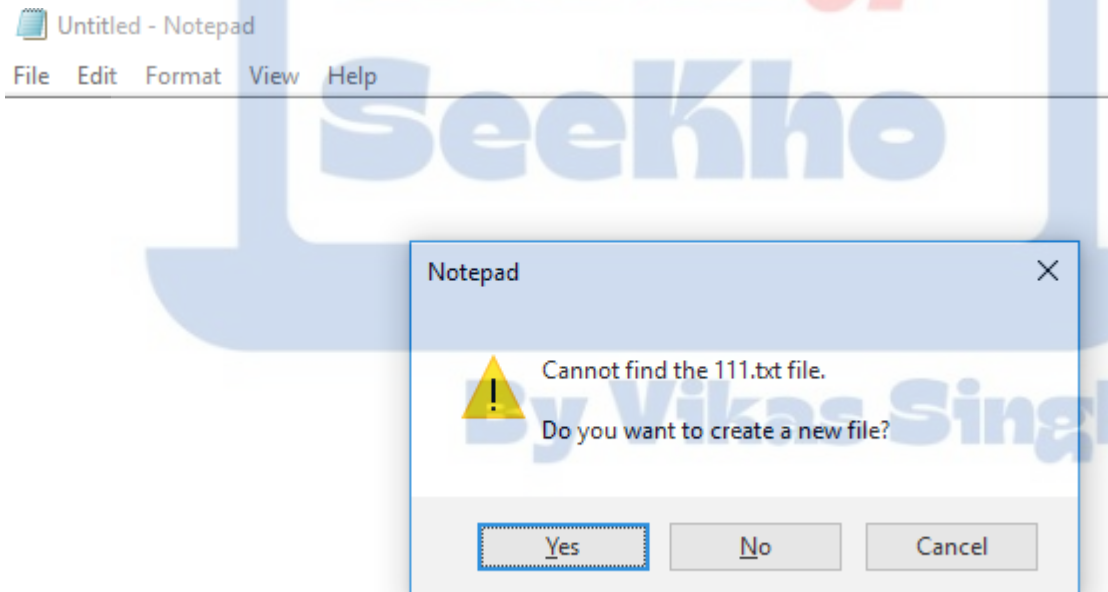 Untitled - Notepad
File Edit Format View Help
Seekho
Notepad
Cannot find the 111.txt file.
Do you want to create a new file?
By Vikas
Yes No Cancel